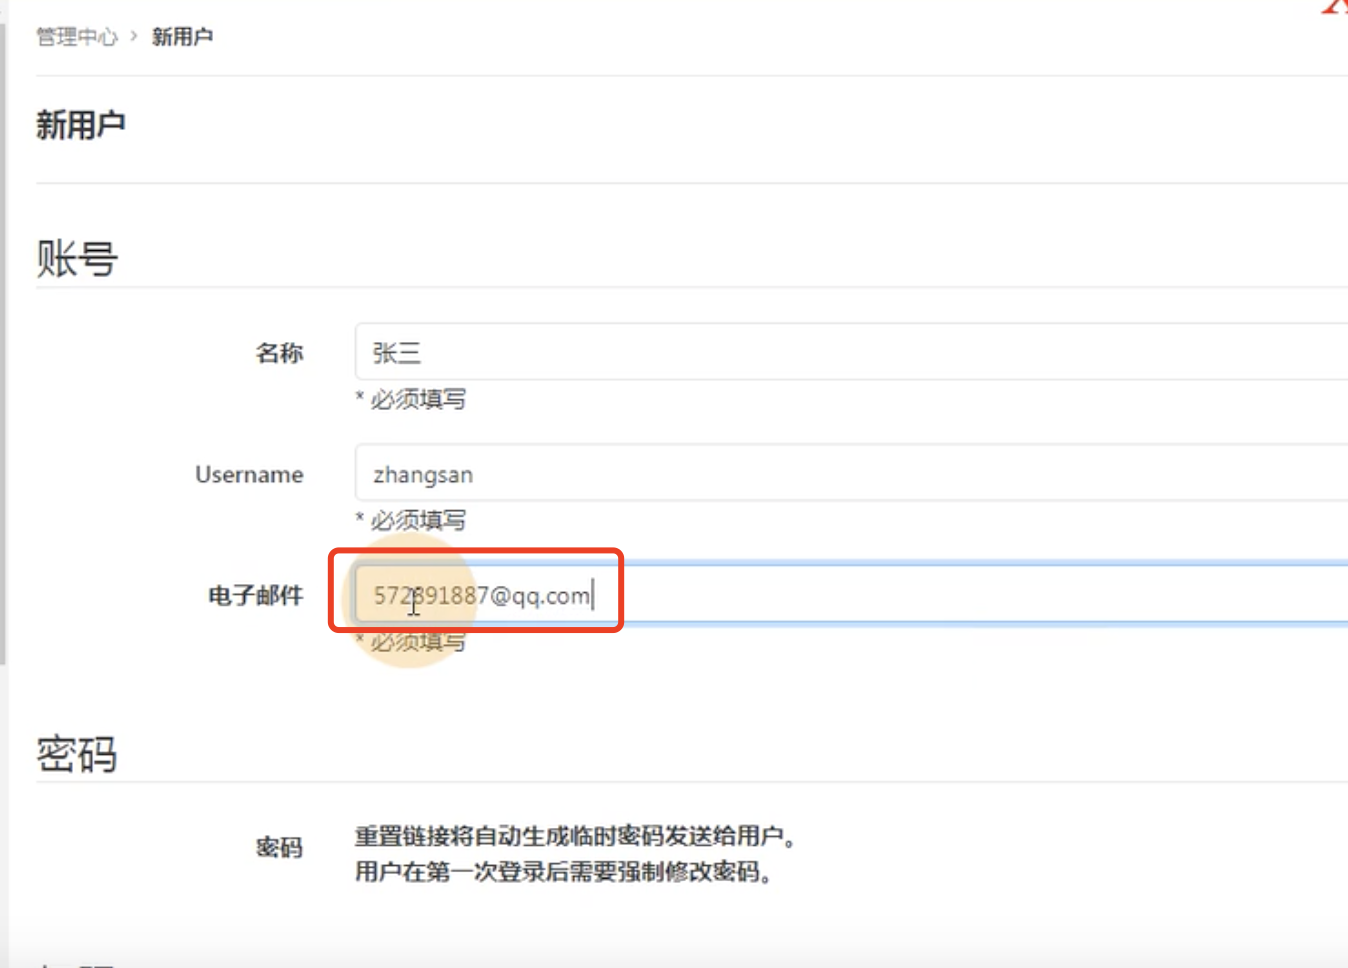 管理中心 › 新用户
新用户
账号
名称
张三
* 必须填写
Username
zhangsan
* 必须填写
电子邮件
572891887@qq.com
* 必须填写
密码
密码
重置链接将自动生成临时密码发送给用户。
用户在第一次登录后需要强制修改密码。